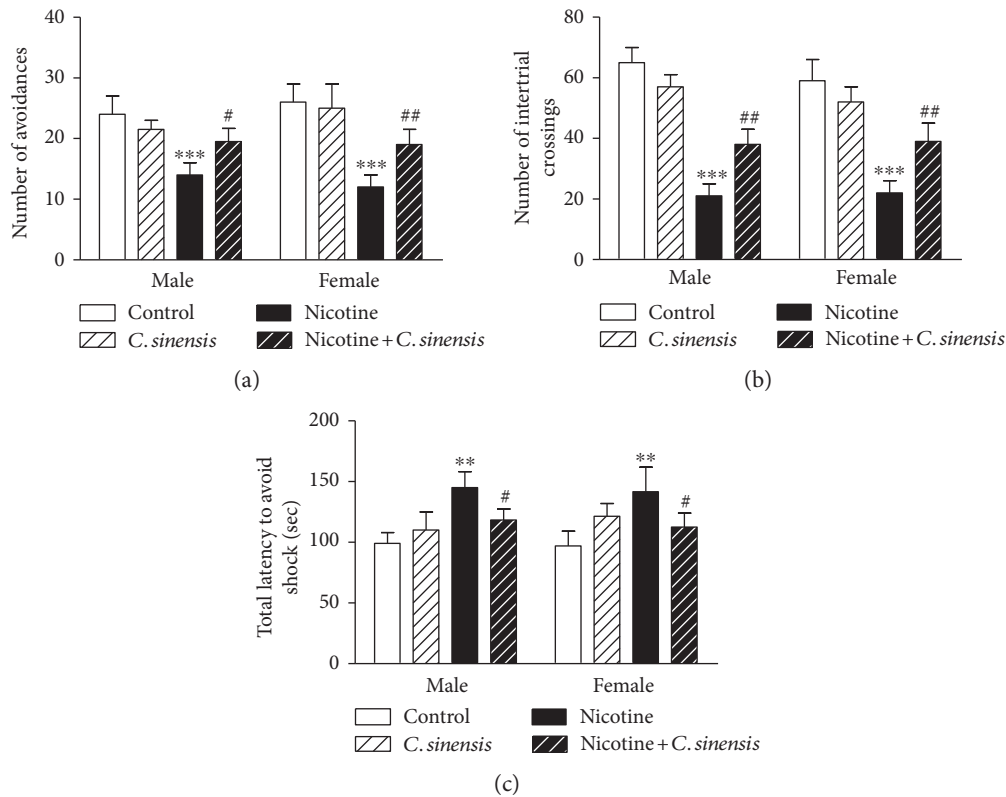 Number of avoidances
40
30
20
10
0
#
##
***
***
Male
Female
Control
Nicotine
C. sinensis
Nicotine + C. sinensis
(a)
Number of intertrial
crossings
80
60
40
20
0
##
##
***
***
Male
Female
Control
Nicotine
C. sinensis
Nicotine + C. sinensis
(b)
Total latency to avoid
shock (sec)
200
150
100
50
0
**
**
#
#
Male
Female
Control
Nicotine
C. sinensis
Nicotine + C. sinensis
(c)